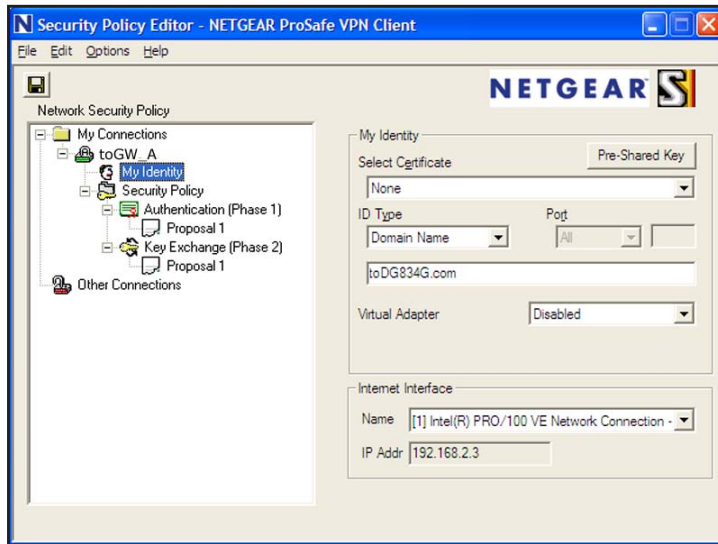 N Security Policy Editor - NETGEAR ProSafe VPN Client
File Edit Options Help
NETGEAR S
Network Security Policy
My Connections
toGW_A
My Identity
Security Policy
Authentication (Phase 1)
Proposal 1
Key Exchange (Phase 2)
Proposal 1
Other Connections
My Identity
Select Certificate
Pre-Shared Key
None
ID Type
Port
Domain Name
All
toDG834G.com
Virtual Adapter
Disabled
Internet Interface
Name
[1] Intel(R) PRO/100 VE Network Connection -
IP Addr
192.168.2.3